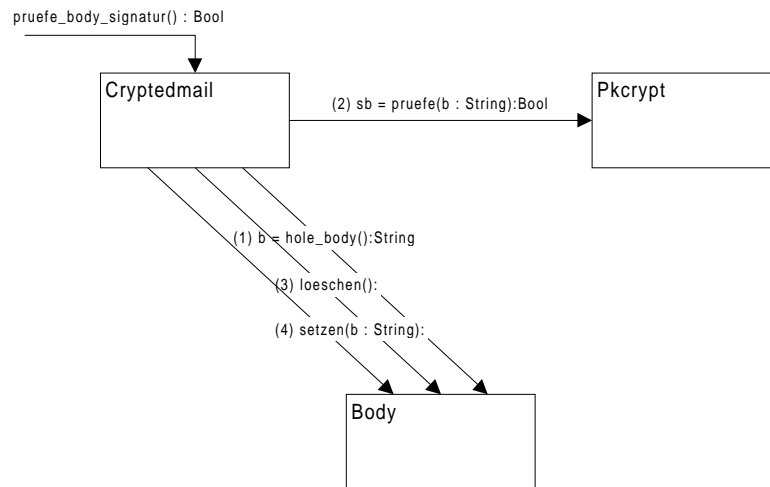 pruefe_body_signatur() : Bool
Cryptedmail
Pkcrypt
(2) sb = pruefe(b : String):Bool
(1) b = hole_body():String
(3) loeschen():
(4) setzen(b : String):
Body